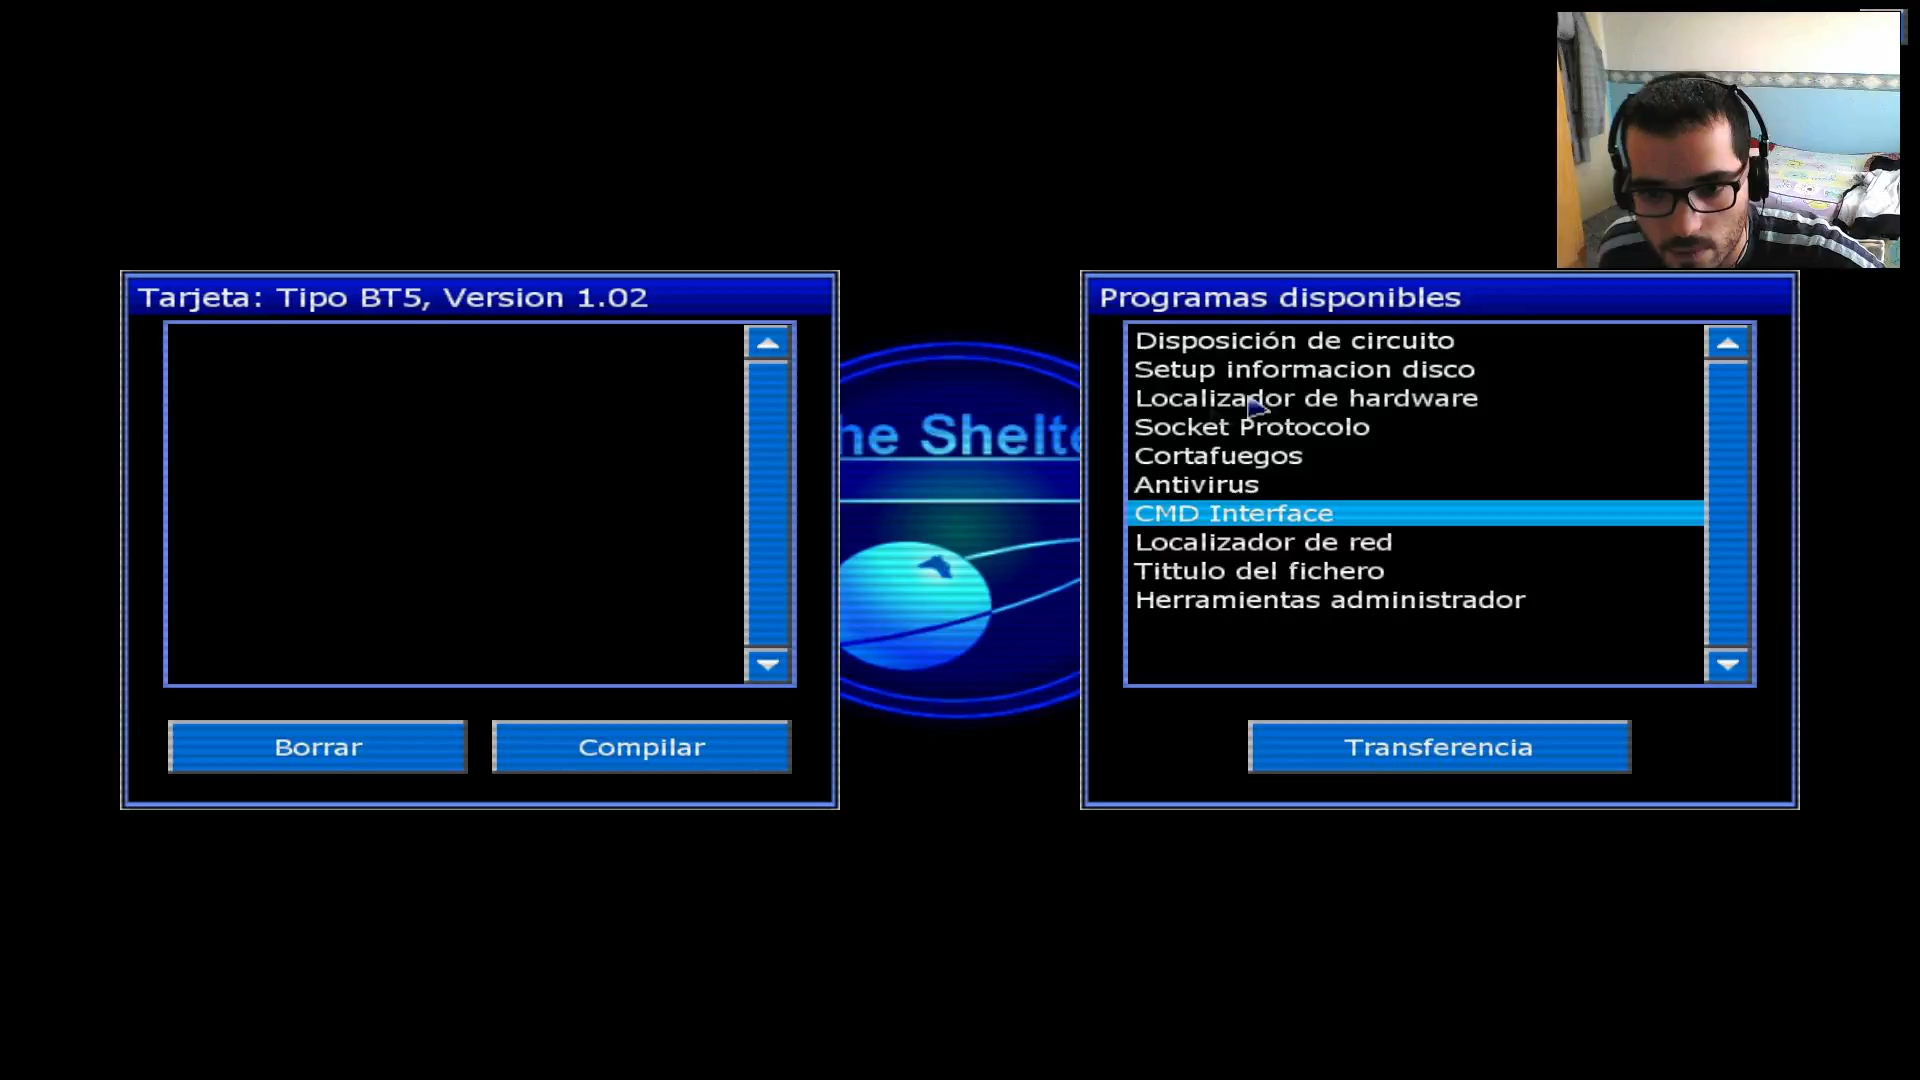 Tarjeta: Tipo BT5, Version 1.02
Borrar
Compilar
he Shelte
Programas disponibles
Disposición de circuito
Setup informacion disco
Localizador de hardware
Socket Protocolo
Cortafuegos
Antivirus
CMD Interface
Localizador de red
Tittulo del fichero
Herramientas administrador
Transferencia